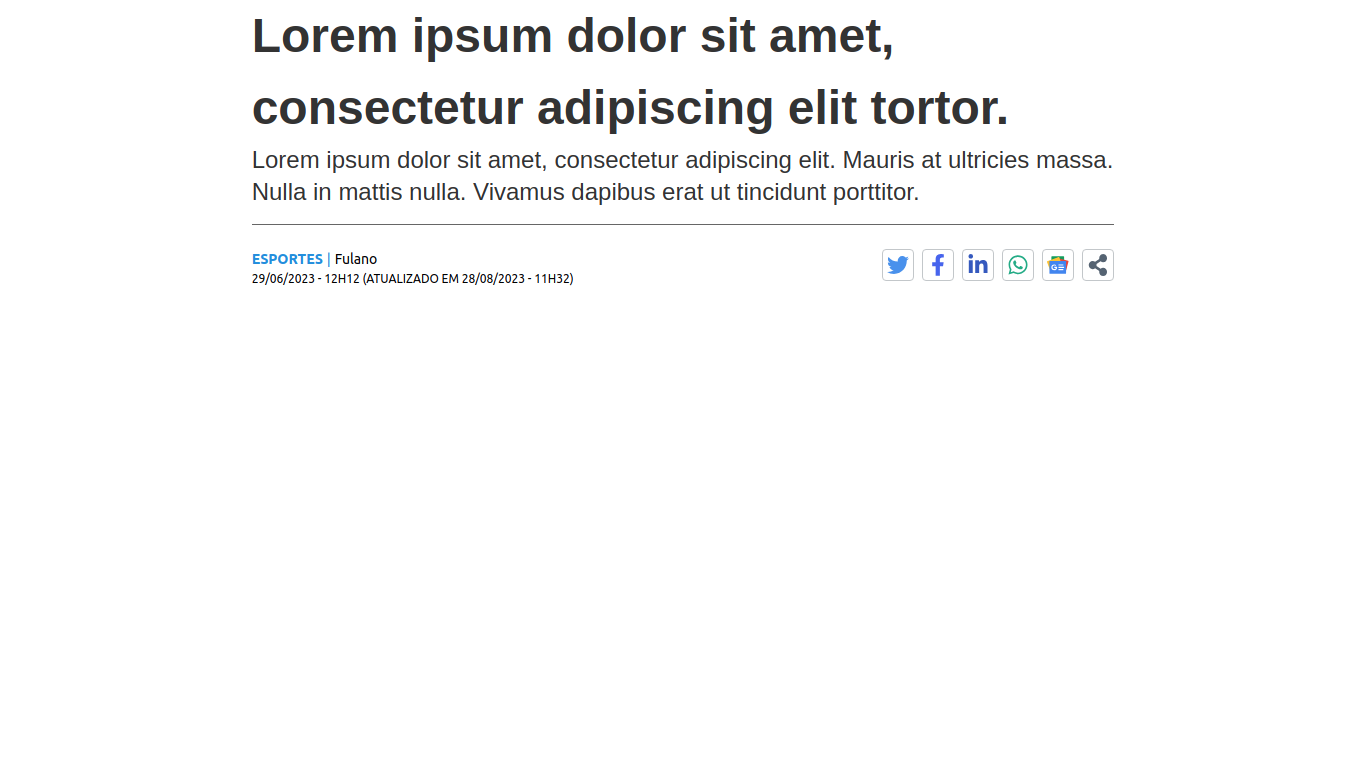 Lorem ipsum dolor sit amet,
consectetur adipiscing elit tortor.
Lorem ipsum dolor sit amet, consectetur adipiscing elit. Mauris at ultricies massa.
Nulla in mattis nulla. Vivamus dapibus erat ut tincidunt porttitor.
ESPORTES | Fulano
29/06/2023 - 12H12 (ATUALIZADO EM 28/08/2023 - 11H32)